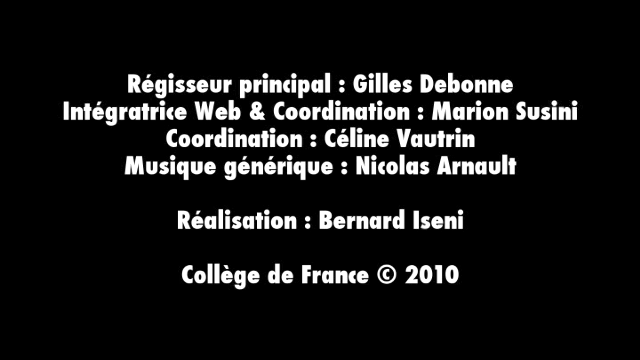 Régisseur principal : Gilles Debonne
Intégratrice Web & Coordination : Marion Susini
Coordination : Céline Vautrin
Musique générique : Nicolas Arnault
Réalisation : Bernard Iseni
Collège de France © 2010